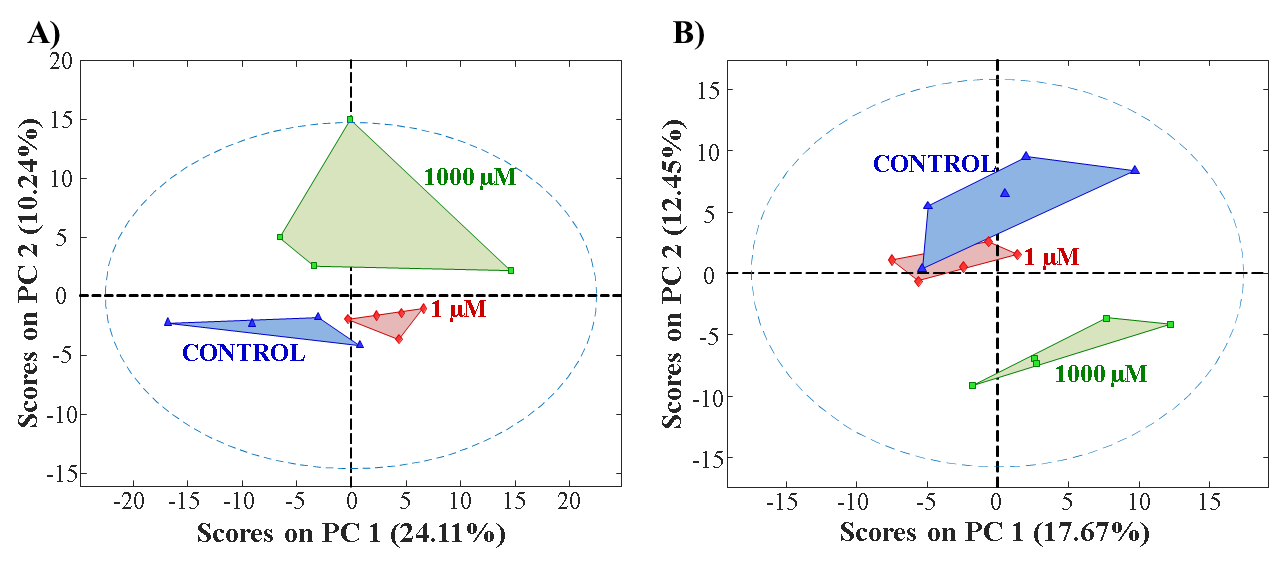 A)
20
15
10
5
0
-5
-10
-15
Scores on PC 2 (10.24%)
1000 µM
1 µM
CONTROL
-20 -15 -10 -5 0 5 10 15 20
Scores on PC 1 (24.11%)
B)
15
10
5
0
-5
-10
-15
Scores on PC 2 (12.45%)
CONTROL
1 µM
1000 µM
-15 -10 -5 0 5 10 15
Scores on PC 1 (17.67%)